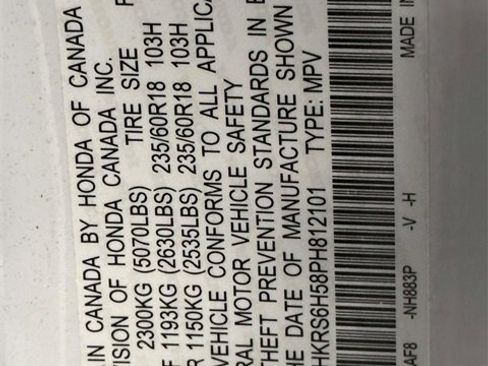 IN CANADA BY HONDA OF CANADA
VISION OF HONDA CANADA INC.
2300KG (5070LBS) TIRE SIZE
1193KG (2630LBS) 235/60R18 103H
1150KG (2535LBS) 235/60R18 103H
VEHICLE CONFORMS TO ALL APPLICA
RAL MOTOR VEHICLE SAFETY
THEFT PREVENTION STANDARDS IN E
HE DATE OF MANUFACTURE SHOWN
HKRS6H58PH812101 TYPE: MPV
AF8 -NH883P -V -H MADE IN